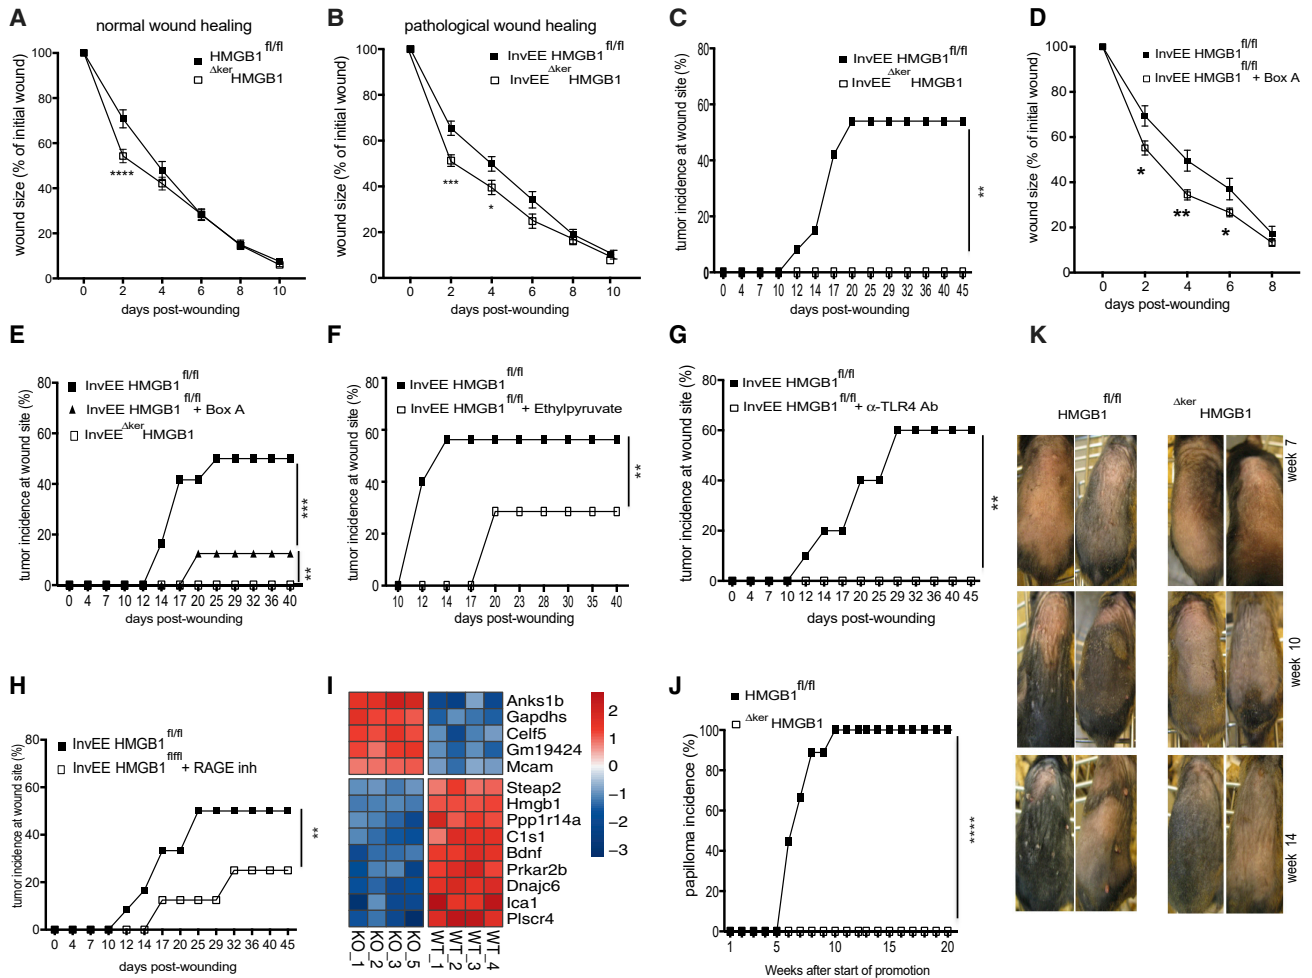 A
normal wound healing
HMGB1 fl/fl
Δker HMGB1
wound size (% of initial wound)
100
80
60
40
20
0
****
0 2 4 6 8 10
days post-wounding
B
pathological wound healing
InvEE HMGB1 fl/fl
InvEE Δker HMGB1
wound size (% of initial wound)
100
80
60
40
20
0
***
*
0 2 4 6 8 10
days post-wounding
C
InvEE HMGB1 fl/fl
InvEE Δker HMGB1
tumor incidence at wound site (%)
80
60
40
20
0
**
0 4 7 10 12 14 17 20 25 29 32 36 40 45
days post-wounding
D
InvEE HMGB1 fl/fl
InvEE HMGB1 fl/fl + Box A
wound size (% of initial wound)
100
80
60
40
20
0
*
**
*
0 2 4 6 8
days post-wounding
E
InvEE HMGB1 fl/fl
InvEE HMGB1 fl/fl + Box A
InvEE Δker HMGB1
tumor incidence at wound site (%)
80
60
40
20
0
***
**
0 4 7 10 12 14 17 20 25 29 32 36 40
days post-wounding
F
InvEE HMGB1 fl/fl
InvEE HMGB1 fl/fl + Ethylpyruvate
tumor incidence at wound site (%)
80
60
40
20
0
**
10 12 14 17 20 23 28 30 35 40
days post-wounding
G
InvEE HMGB1 fl/fl
InvEE HMGB1 fl/fl + α-TLR4 Ab
tumor incidence at wound site (%)
80
60
40
20
0
**
0 4 7 10 12 14 17 20 25 29 32 36 40 45
days post-wounding
K
HMGB1 fl/fl
Δker HMGB1
week 7
week 10
week 14
H
InvEE HMGB1 fl/fl
InvEE HMGB1 fl/fl + RAGE inh
tumor incidence at wound site (%)
80
60
40
20
0
**
0 4 7 10 12 14 17 20 25 29 32 36 40 45
days post-wounding
I
Anks1b
Gapdhs
Celf5
Gm19424
Mcam
Steap2
Hmgb1
Ppp1r14a
C1s1
Bdnf
Prkar2b
Dnajc6
Ica1
Plscr4
KO_1 KO_2 KO_3 KO_5 WT_1 WT_2 WT_3 WT_4
2
1
0
−1
−2
−3
J
HMGB1 fl/fl
Δker HMGB1
papilloma incidence (%)
100
80
60
40
20
0
****
1 5 10 15 20
Weeks after start of promotion